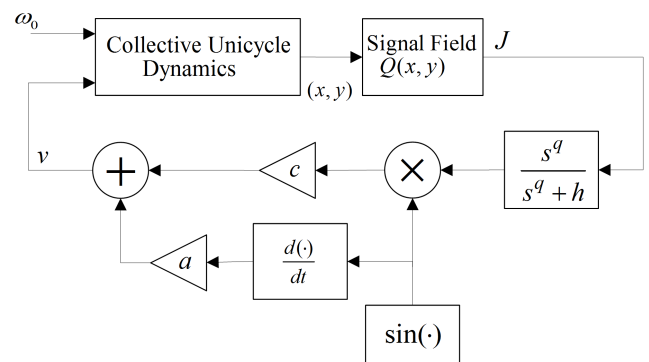 ω₀
Collective Unicycle
Dynamics
(x, y)
Signal Field
Q(x, y)
J
v
+
c
×
s^q
s^q + h
a
d(·)
dt
sin(·)